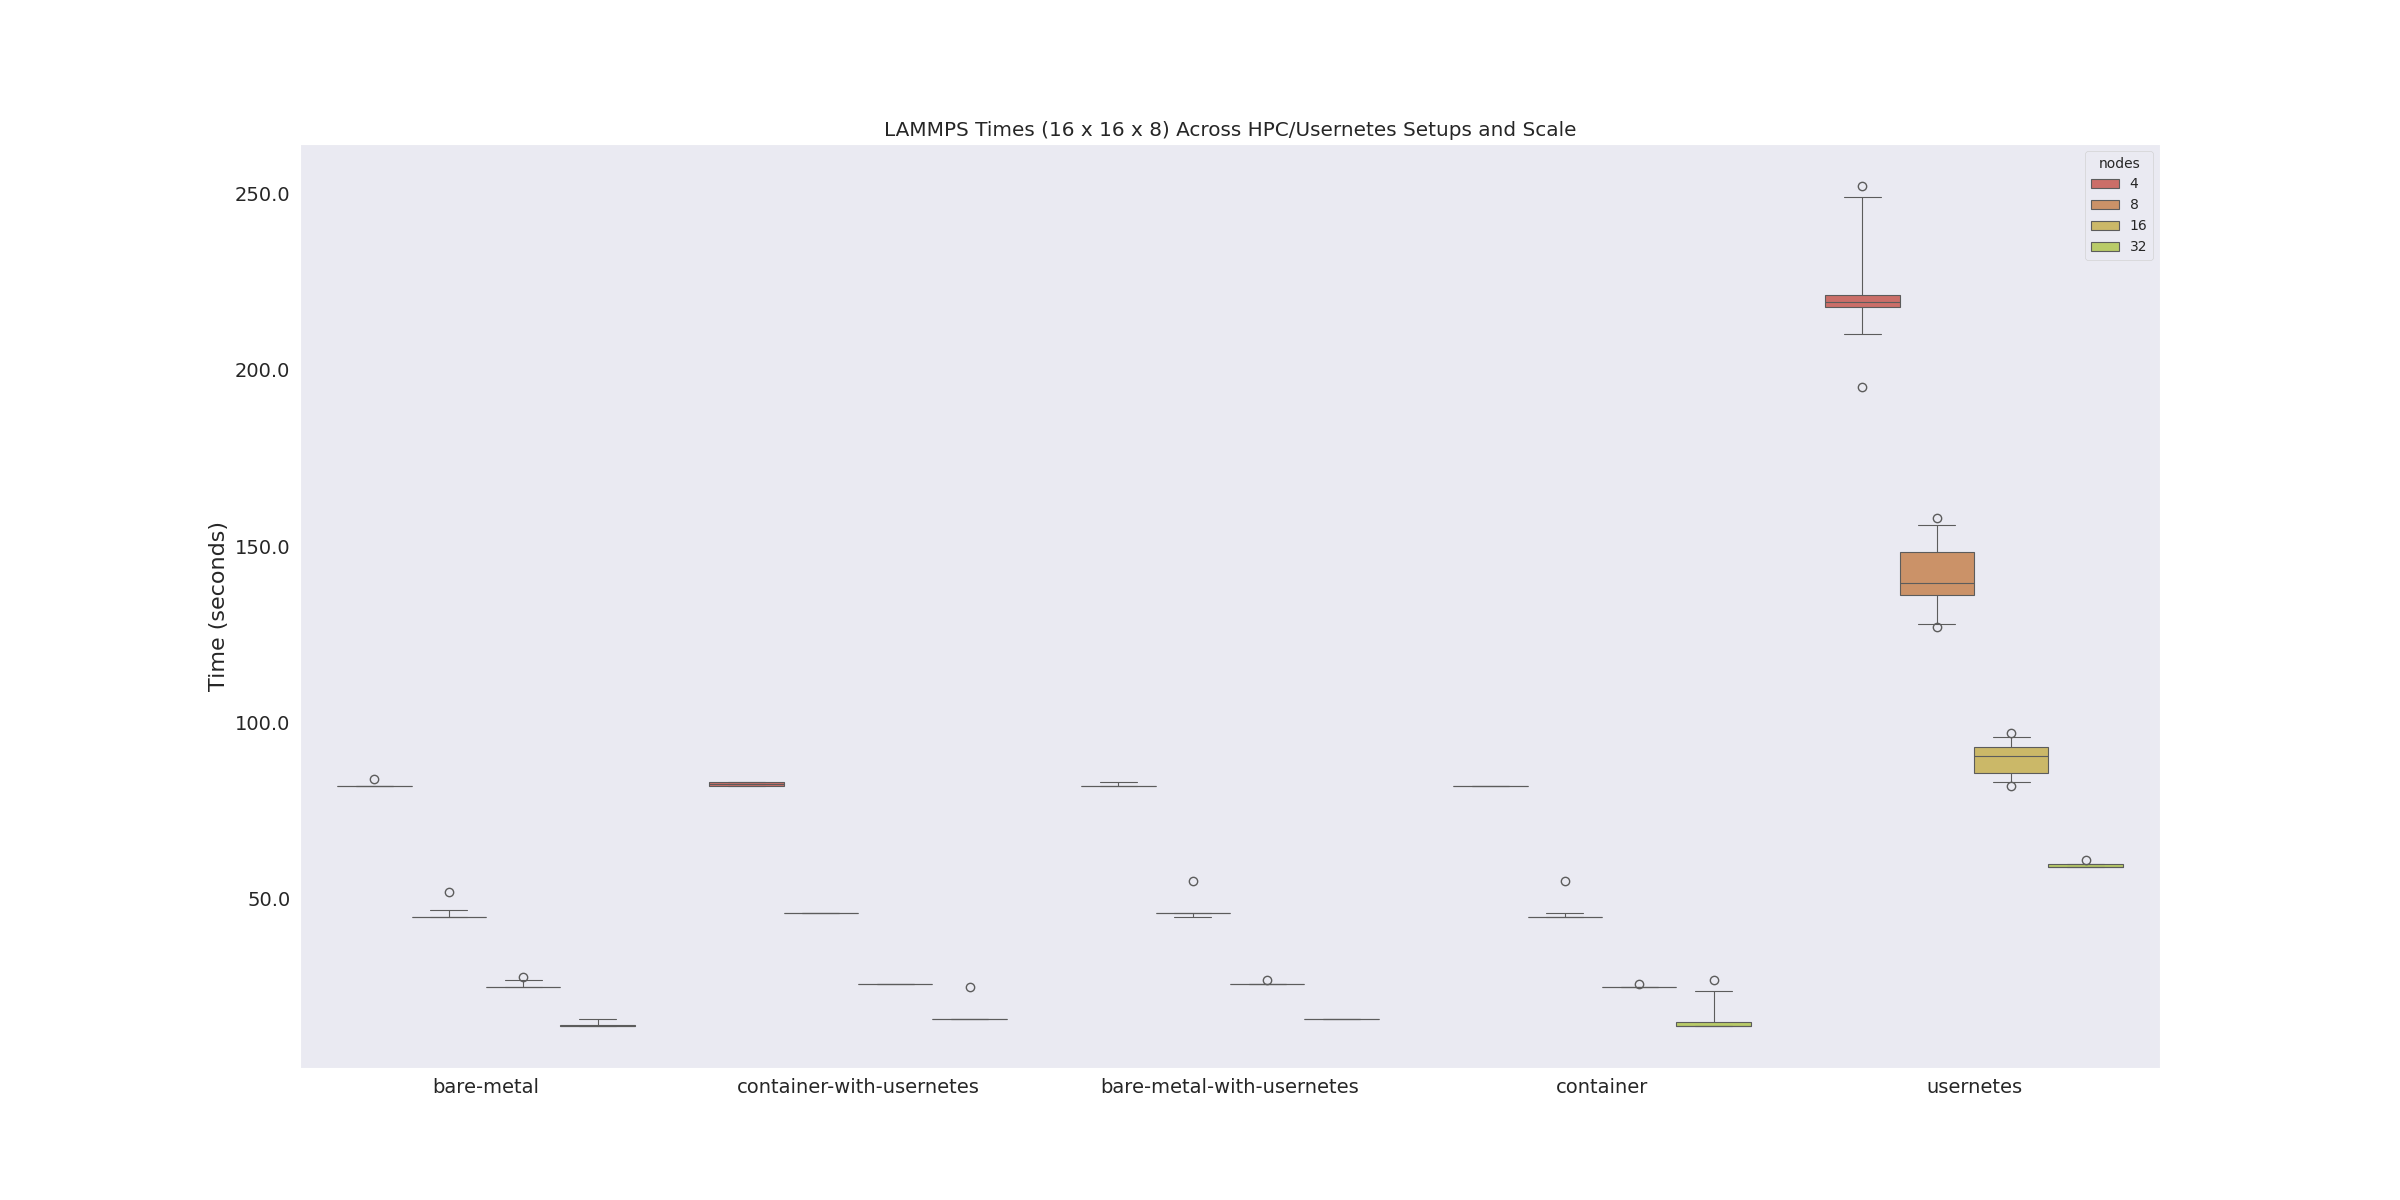 LAMMPS Times (16 x 16 x 8) Across HPC/Usernetes Setups and Scale
nodes
4
8
16
32
Time (seconds)
250.0
200.0
150.0
100.0
50.0
bare-metal
container-with-usernetes
bare-metal-with-usernetes
container
usernetes